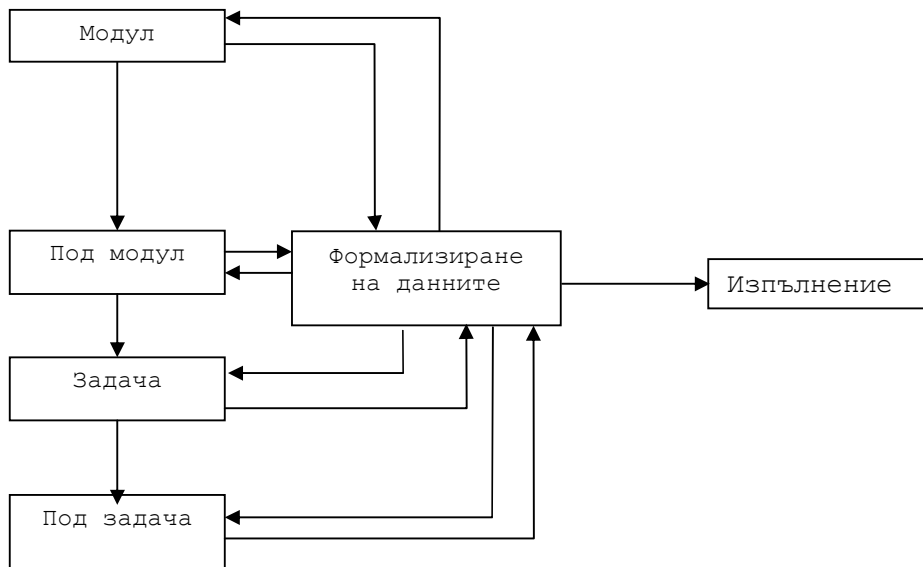 Модул
Под модул
Формализиране
на данните
Изпълнение
Задача
Под задача